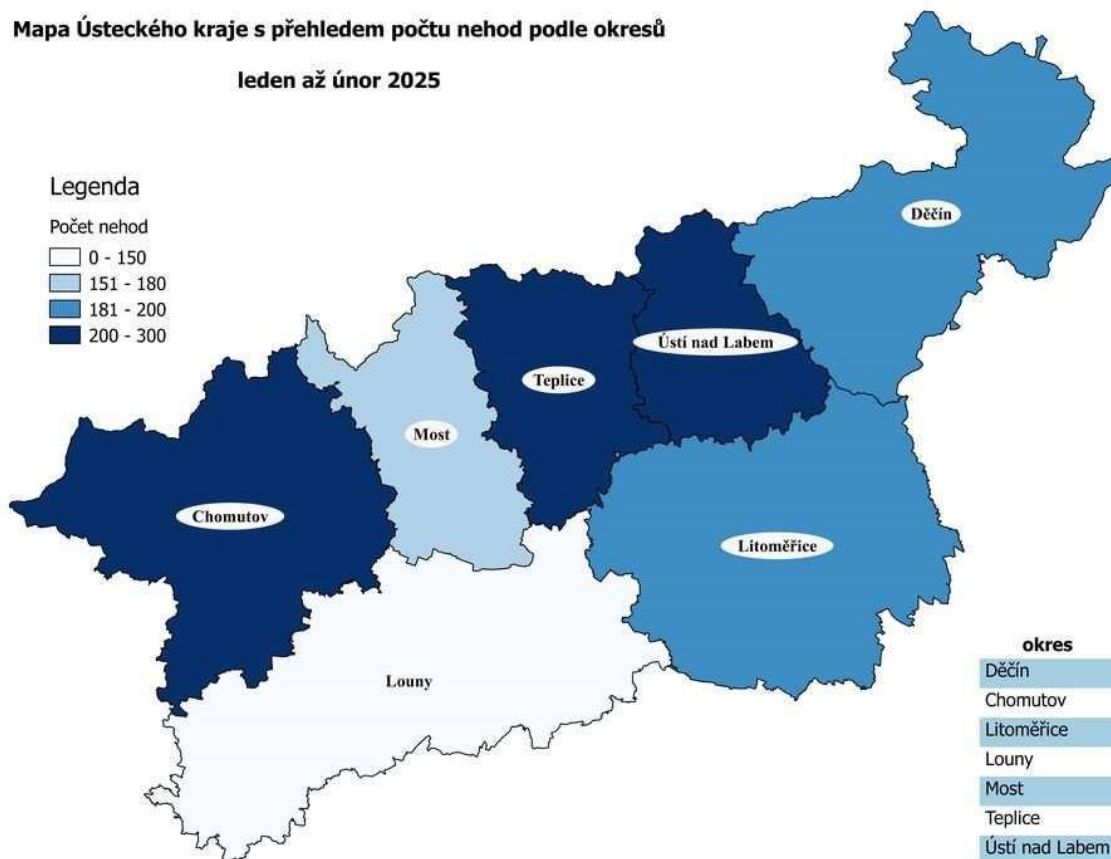 Mapa Ústeckého kraje s přehledem počtu nehod podle okresů
leden až únor 2025
Legenda
Počet nehod
0 - 150
151 - 180
181 - 200
200 - 300
Děčín
Ústí nad Labem
Teplice
Most
Chomutov
Litoměřice
Louny
okres
Děčín
Chomutov
Litoměřice
Louny
Most
Teplice
Ústí nad Labem